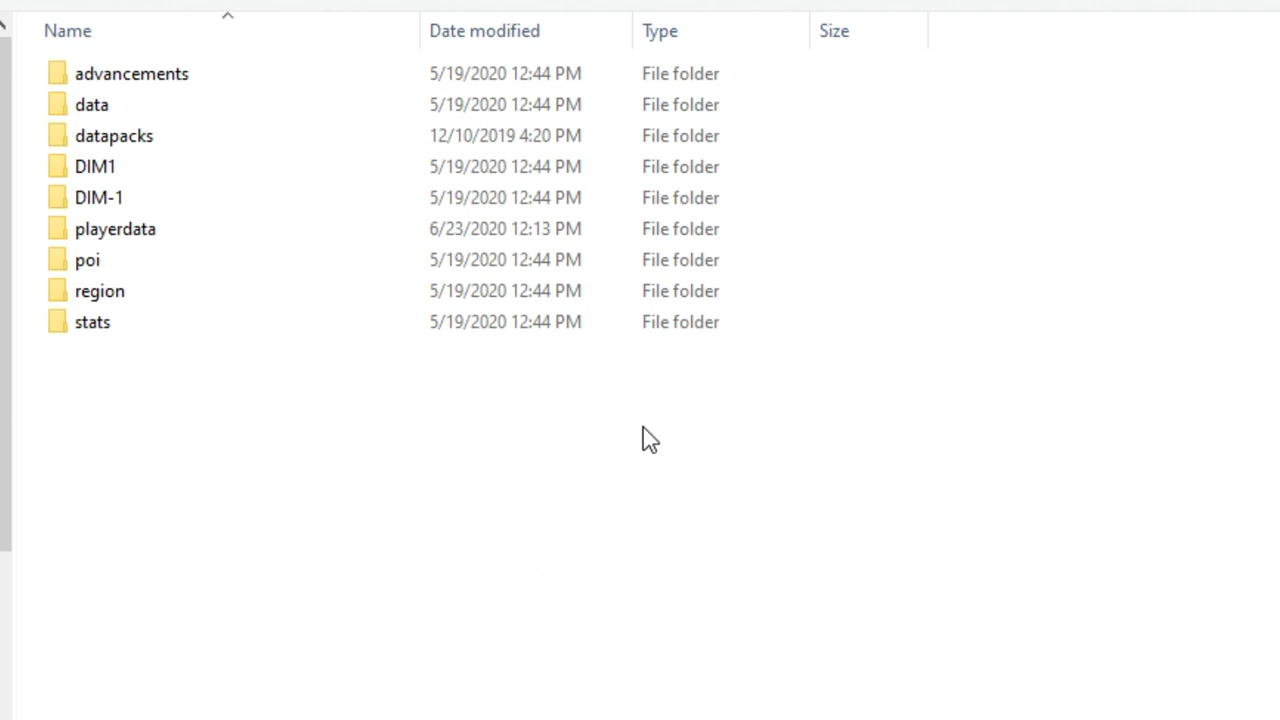 Name Date modified Type Size
advancements 5/19/2020 12:44 PM File folder
data 5/19/2020 12:44 PM File folder
datapacks 12/10/2019 4:20 PM File folder
DIM1 5/19/2020 12:44 PM File folder
DIM-1 5/19/2020 12:44 PM File folder
playerdata 6/23/2020 12:13 PM File folder
poi 5/19/2020 12:44 PM File folder
region 5/19/2020 12:44 PM File folder
stats 5/19/2020 12:44 PM File folder